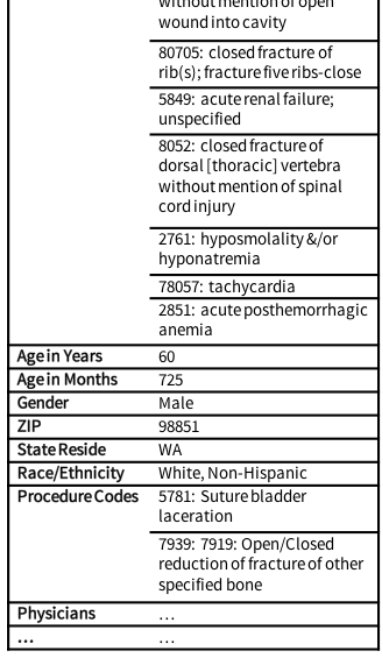 without mention of open
wound into cavity
80705: closed fracture of
rib(s); fracture five ribs-close
5849: acute renal failure;
unspecified
8052: closed fracture of
dorsal [thoracic] vertebra
without mention of spinal
cord injury
2761: hyposmolality &/or
hyponatremia
78057: tachycardia
2851: acute posthemorrhagic
anemia
Age in Years 60
Age in Months 725
Gender Male
ZIP 98851
State Reside WA
Race/Ethnicity White, Non-Hispanic
Procedure Codes 5781: Suture bladder
laceration
7939: 7919: Open/Closed
reduction of fracture of other
specified bone
Physicians ...
... ...